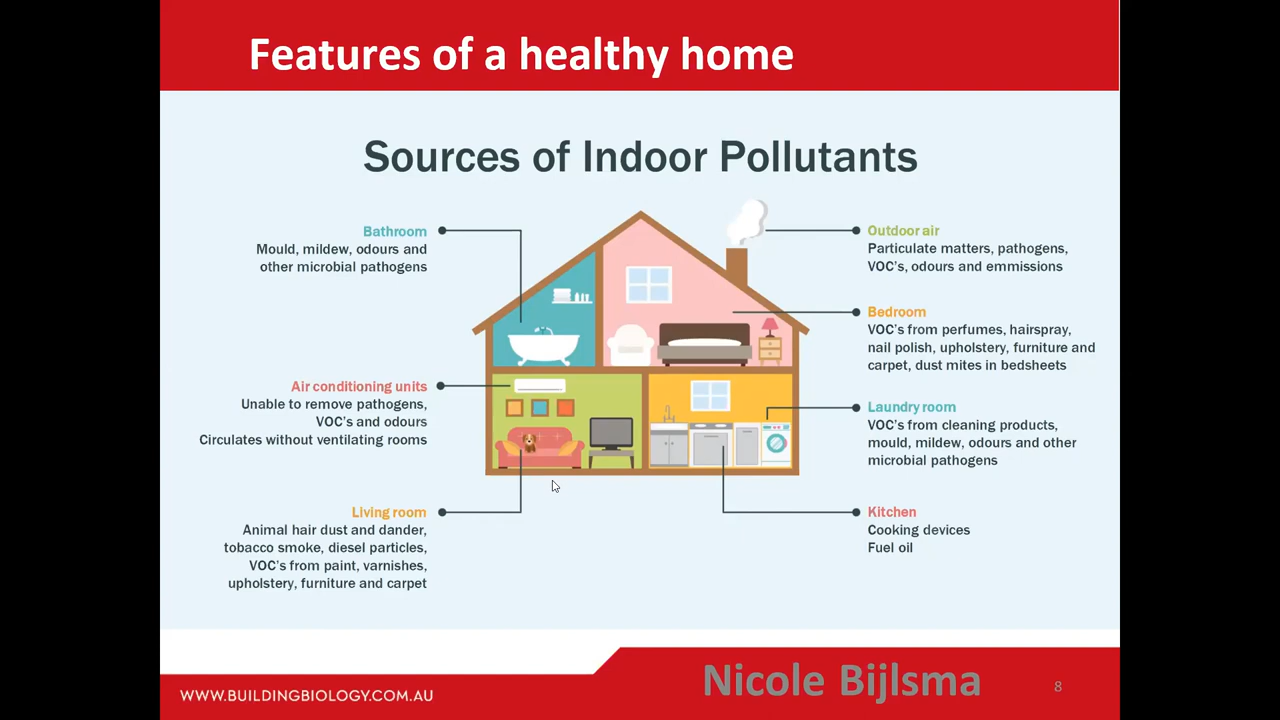 Features of a healthy home
Sources of Indoor Pollutants
Bathroom
Mould, mildew, odours and
other microbial pathogens
Air conditioning units
Unable to remove pathogens,
VOC's and odours
Circulates without ventilating rooms
Living room
Animal hair dust and dander,
tobacco smoke, diesel particles,
VOC's from paint, varnishes,
upholstery, furniture and carpet
Outdoor air
Particulate matters, pathogens,
VOC's, odours and emmissions
Bedroom
VOC's from perfumes, hairspray,
nail polish, upholstery, furniture and
carpet, dust mites in bedsheets
Laundry room
VOC's from cleaning products,
mould, mildew, odours and other
microbial pathogens
Kitchen
Cooking devices
Fuel oil
WWW.BUILDINGBIOLOGY.COM.AU
Nicole Bijlsma
8